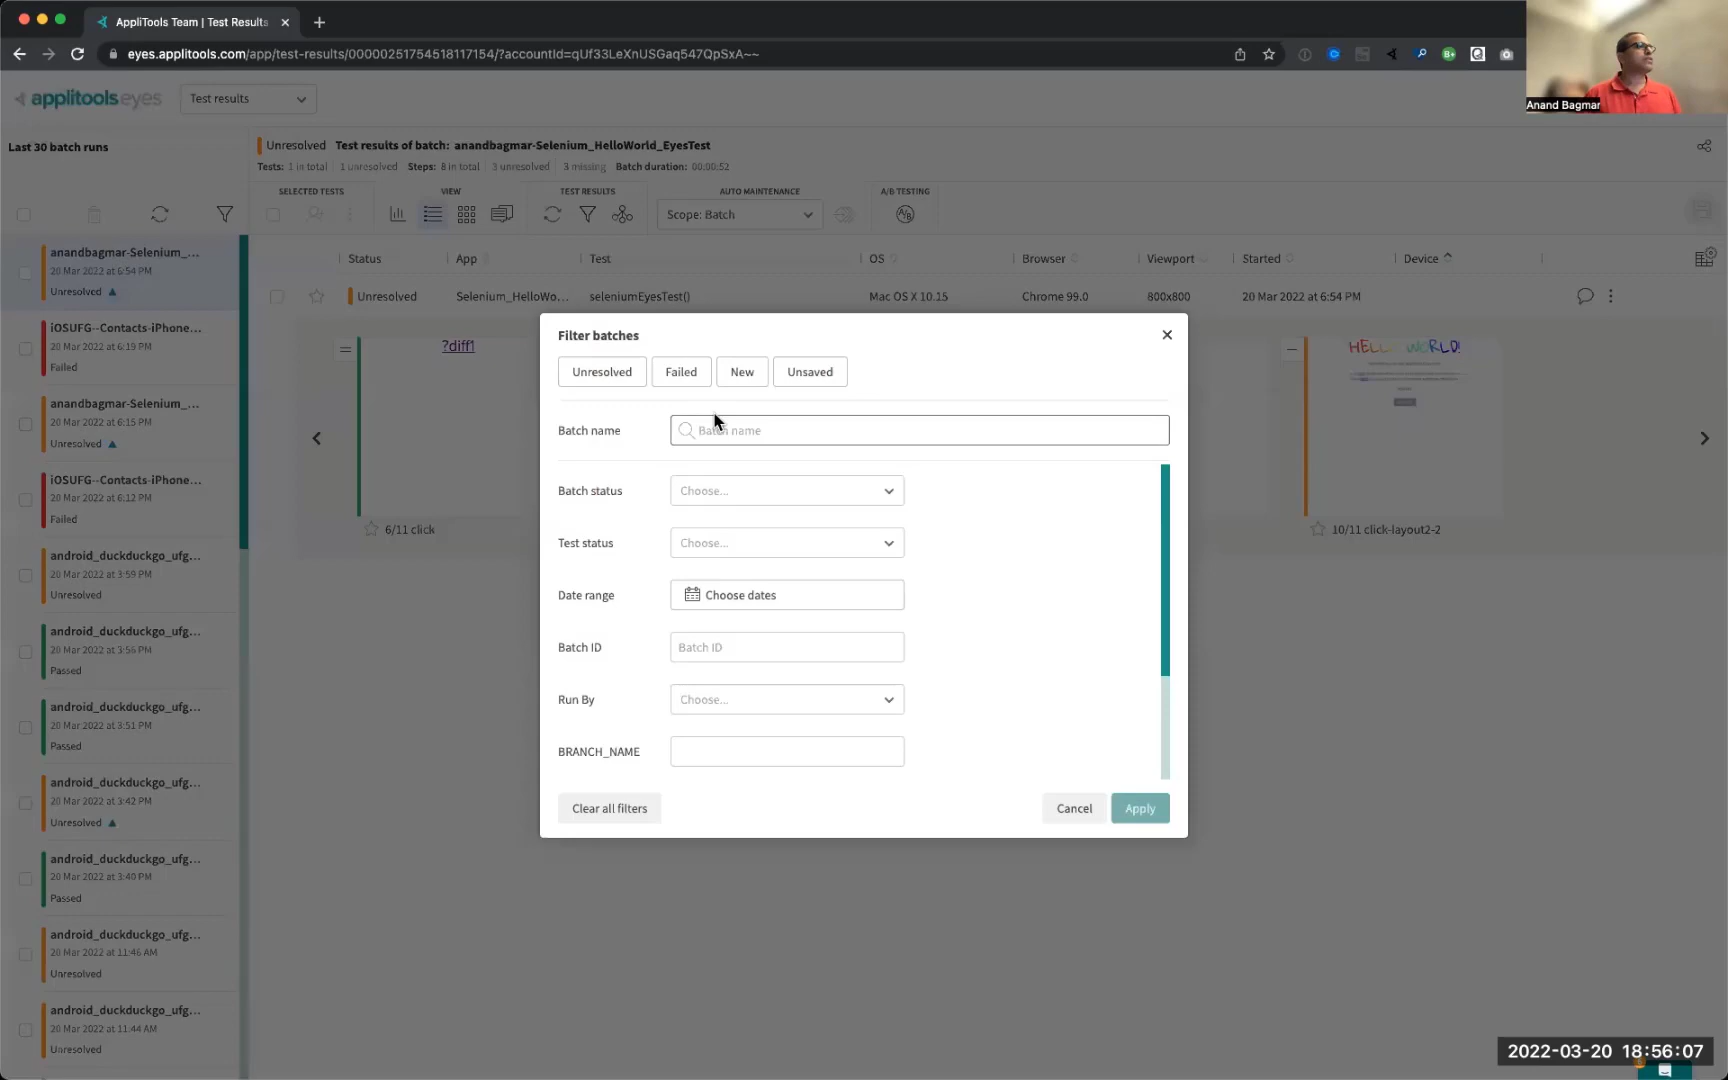 AppliTools Team | Test Results
eyes.applitools.com/app/test-results/00000251754518117154/?accountId=qUf33LeXnUSGaq547QpSxA~~
Anand Bagmar
applitools eyes
Test results
Last 30 batch runs
Unresolved Test results of batch: anandbagmar-Selenium_HelloWorld_EyesTest
Tests: 1 in total 1 unresolved Steps: 8 in total 3 unresolved 3 missing Batch duration: 00:00:52
SELECTED TESTS VIEW TEST RESULTS AUTO MAINTENANCE A/B TESTING
Scope: Batch
Status App Test OS Browser Viewport Started Device
Unresolved Selenium_HelloWo... seleniumEyesTest() Mac OS X 10.15 Chrome 99.0 800x800 20 Mar 2022 at 6:54 PM
anandbagmar-Selenium_...
20 Mar 2022 at 6:54 PM
Unresolved
iOSUFG--Contacts-iPhone...
20 Mar 2022 at 6:19 PM
Failed
anandbagmar-Selenium_...
20 Mar 2022 at 6:15 PM
Unresolved
iOSUFG--Contacts-iPhone...
20 Mar 2022 at 6:12 PM
Failed
android_duckduckgo_ufg...
20 Mar 2022 at 3:59 PM
Unresolved
android_duckduckgo_ufg...
20 Mar 2022 at 3:56 PM
Passed
android_duckduckgo_ufg...
20 Mar 2022 at 3:51 PM
Passed
android_duckduckgo_ufg...
20 Mar 2022 at 3:42 PM
Unresolved
android_duckduckgo_ufg...
20 Mar 2022 at 3:40 PM
Passed
android_duckduckgo_ufg...
20 Mar 2022 at 11:46 AM
Unresolved
android_duckduckgo_ufg...
20 Mar 2022 at 11:44 AM
Unresolved
?diff1
6/11 click
HELLO WORLD!
10/11 click-layout2-2
Filter batches
Unresolved Failed New Unsaved
Batch name Batch name
Batch status Choose...
Test status Choose...
Date range Choose dates
Batch ID Batch ID
Run By Choose...
BRANCH_NAME
Clear all filters Cancel Apply
2022-03-20 18:56:07